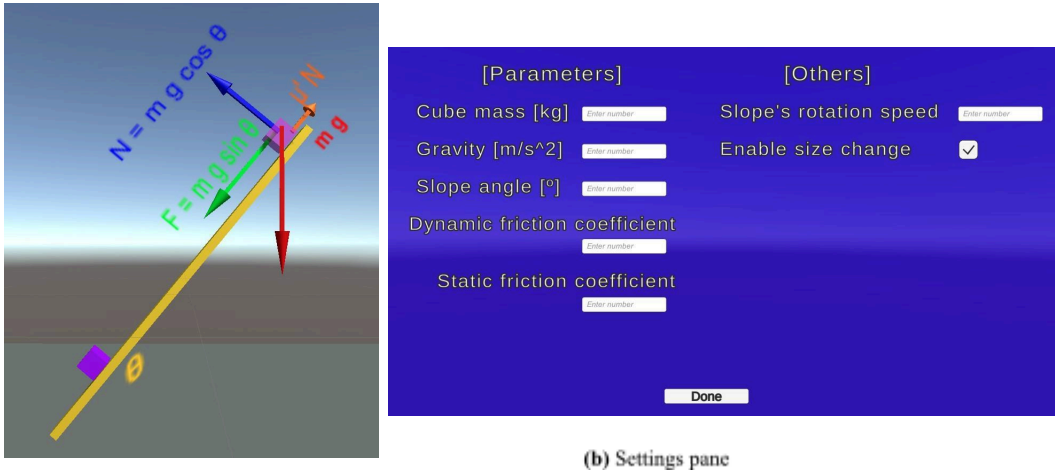 N = m g cos θ
μ' N
m g
F = m g sin θ
θ
[Parameters]
Cube mass [kg] Enter number
Gravity [m/s^2] Enter number
Slope angle [º] Enter number
Dynamic friction coefficient
Enter number
Static friction coefficient
Enter number
[Others]
Slope's rotation speed Enter number
Enable size change
Done
(b) Settings pane